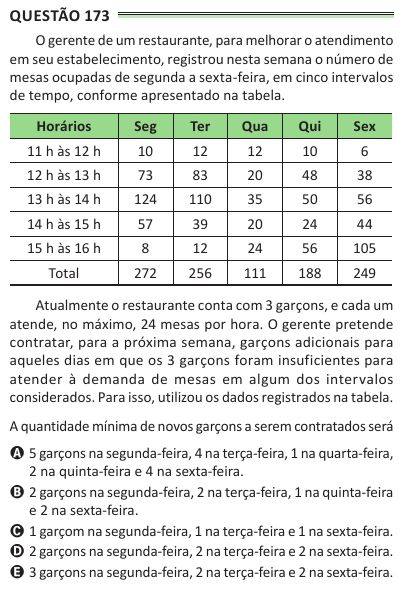 QUESTÃO 173
O gerente de um restaurante, para melhorar o atendimento
em seu estabelecimento, registrou nesta semana o número de
mesas ocupadas de segunda a sexta-feira, em cinco intervalos
de tempo, conforme apresentado na tabela.
Horários Seg Ter Qua Qui Sex
11 h às 12 h 10 12 12 10 6
12 h às 13 h 73 83 20 48 38
13 h às 14 h 124 110 35 50 56
14 h às 15 h 57 39 20 24 44
15 h às 16 h 8 12 24 56 105
Total 272 256 111 188 249
Atualmente o restaurante conta com 3 garçons, e cada um
atende, no máximo, 24 mesas por hora. O gerente pretende
contratar, para a próxima semana, garçons adicionais para
aqueles dias em que os 3 garçons foram insuficientes para
atender à demanda de mesas em algum dos intervalos
considerados. Para isso, utilizou os dados registrados na tabela.
A quantidade mínima de novos garçons a serem contratados será
A 5 garçons na segunda-feira, 4 na terça-feira, 1 na quarta-feira,
2 na quinta-feira e 4 na sexta-feira.
B 2 garçons na segunda-feira, 2 na terça-feira, 1 na quinta-feira
e 2 na sexta-feira.
C 1 garçom na segunda-feira, 1 na terça-feira e 1 na sexta-feira.
D 2 garçons na segunda-feira, 2 na terça-feira e 2 na sexta-feira.
E 3 garçons na segunda-feira, 2 na terça-feira e 2 na sexta-feira.